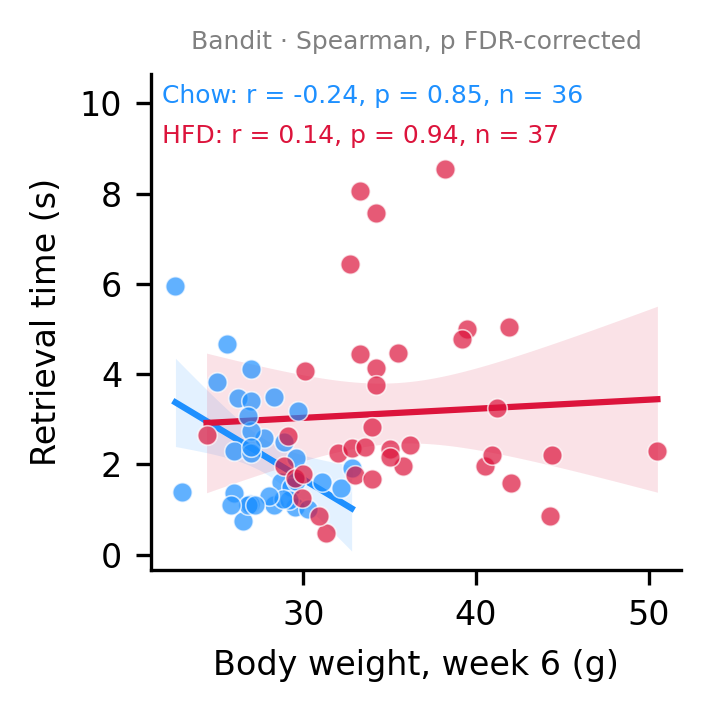 Bandit · Spearman, p FDR-corrected
Chow: r = -0.24, p = 0.85, n = 36
HFD: r = 0.14, p = 0.94, n = 37
10
8
6
4
2
0
Retrieval time (s)
30 40 50
Body weight, week 6 (g)